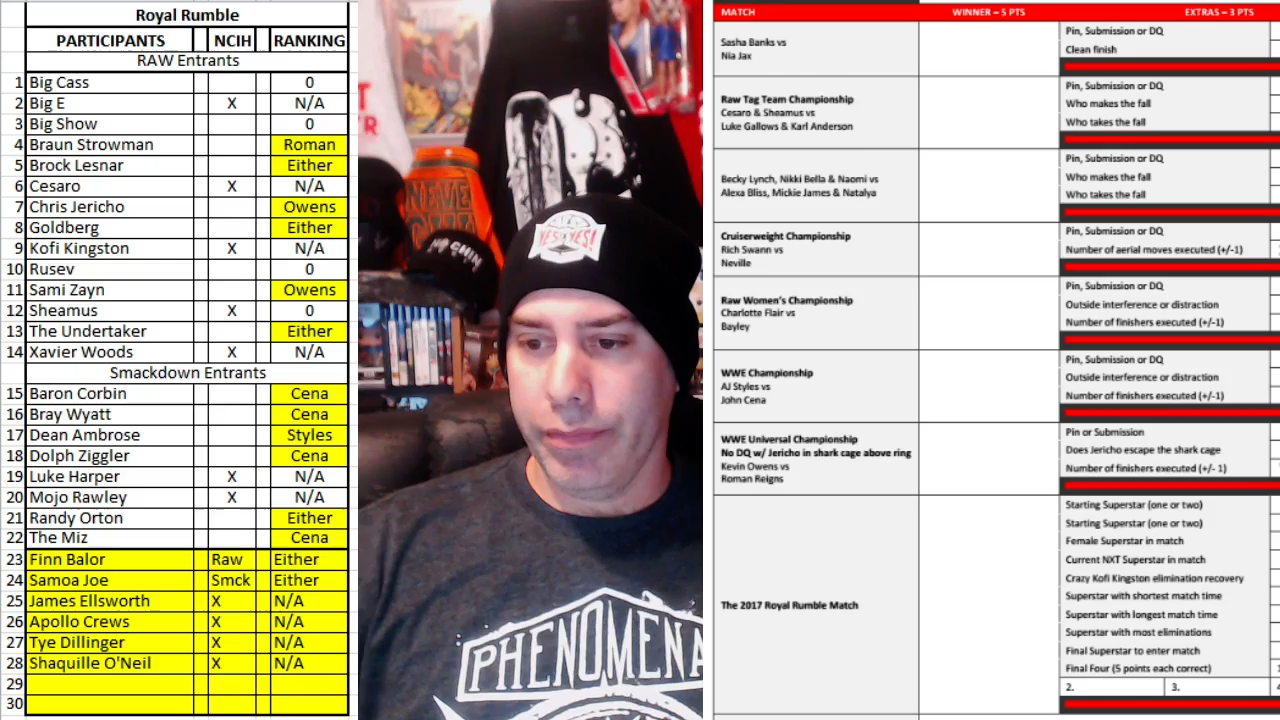 Royal Rumble
PARTICIPANTS NCIH RANKING
RAW Entrants
1 Big Cass 0
2 Big E X N/A
3 Big Show 0
4 Braun Strowman Roman
5 Brock Lesnar Either
6 Cesaro X N/A
7 Chris Jericho Owens
8 Goldberg Either
9 Kofi Kingston X N/A
10 Rusev 0
11 Sami Zayn Owens
12 Sheamus X 0
13 The Undertaker Either
14 Xavier Woods X N/A
Smackdown Entrants
15 Baron Corbin Cena
16 Bray Wyatt Cena
17 Dean Ambrose Styles
18 Dolph Ziggler Cena
19 Luke Harper X N/A
20 Mojo Rawley X N/A
21 Randy Orton Either
22 The Miz Cena
23 Finn Balor Raw Either
24 Samoa Joe Smck Either
25 James Ellsworth X N/A
26 Apollo Crews X N/A
27 Tye Dillinger X N/A
28 Shaquille O'Neil X N/A
29
30
YES! YES!
PHENOMENA
MATCH WINNER – 5 PTS EXTRAS – 3 PTS
Sasha Banks vs
Nia Jax
Pin, Submission or DQ
Clean finish
Raw Tag Team Championship
Cesaro & Sheamus vs
Luke Gallows & Karl Anderson
Pin, Submission or DQ
Who makes the fall
Who takes the fall
Becky Lynch, Nikki Bella & Naomi vs
Alexa Bliss, Mickie James & Natalya
Pin, Submission or DQ
Who makes the fall
Who takes the fall
Cruiserweight Championship
Rich Swann vs
Neville
Pin, Submission or DQ
Number of aerial moves executed (+/-1)
Raw Women's Championship
Charlotte Flair vs
Bayley
Pin, Submission or DQ
Outside interference or distraction
Number of finishers executed (+/-1)
WWE Championship
AJ Styles vs
John Cena
Pin, Submission or DQ
Outside interference or distraction
Number of finishers executed (+/-1)
WWE Universal Championship
No DQ w/ Jericho in shark cage above ring
Kevin Owens vs
Roman Reigns
Pin or Submission
Does Jericho escape the shark cage
Number of finishers executed (+/- 1)
The 2017 Royal Rumble Match
Starting Superstar (one or two)
Starting Superstar (one or two)
Female Superstar in match
Current NXT Superstar in match
Crazy Kofi Kingston elimination recovery
Superstar with shortest match time
Superstar with longest match time
Superstar with most eliminations
Final Superstar to enter match
Final Four (5 points each correct)
2. 3.